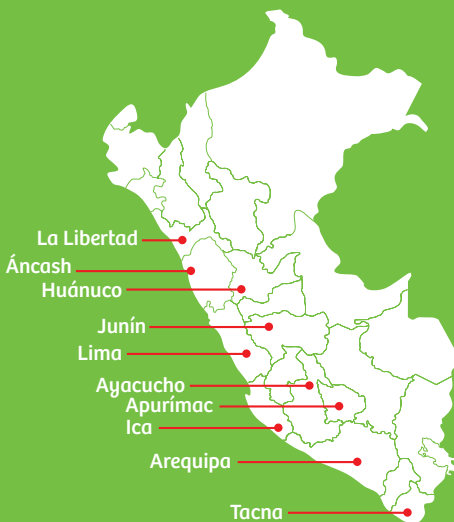 La Libertad
Áncash
Huánuco
Junín
Lima
Ayacucho
Apurímac
Ica
Arequipa
Tacna